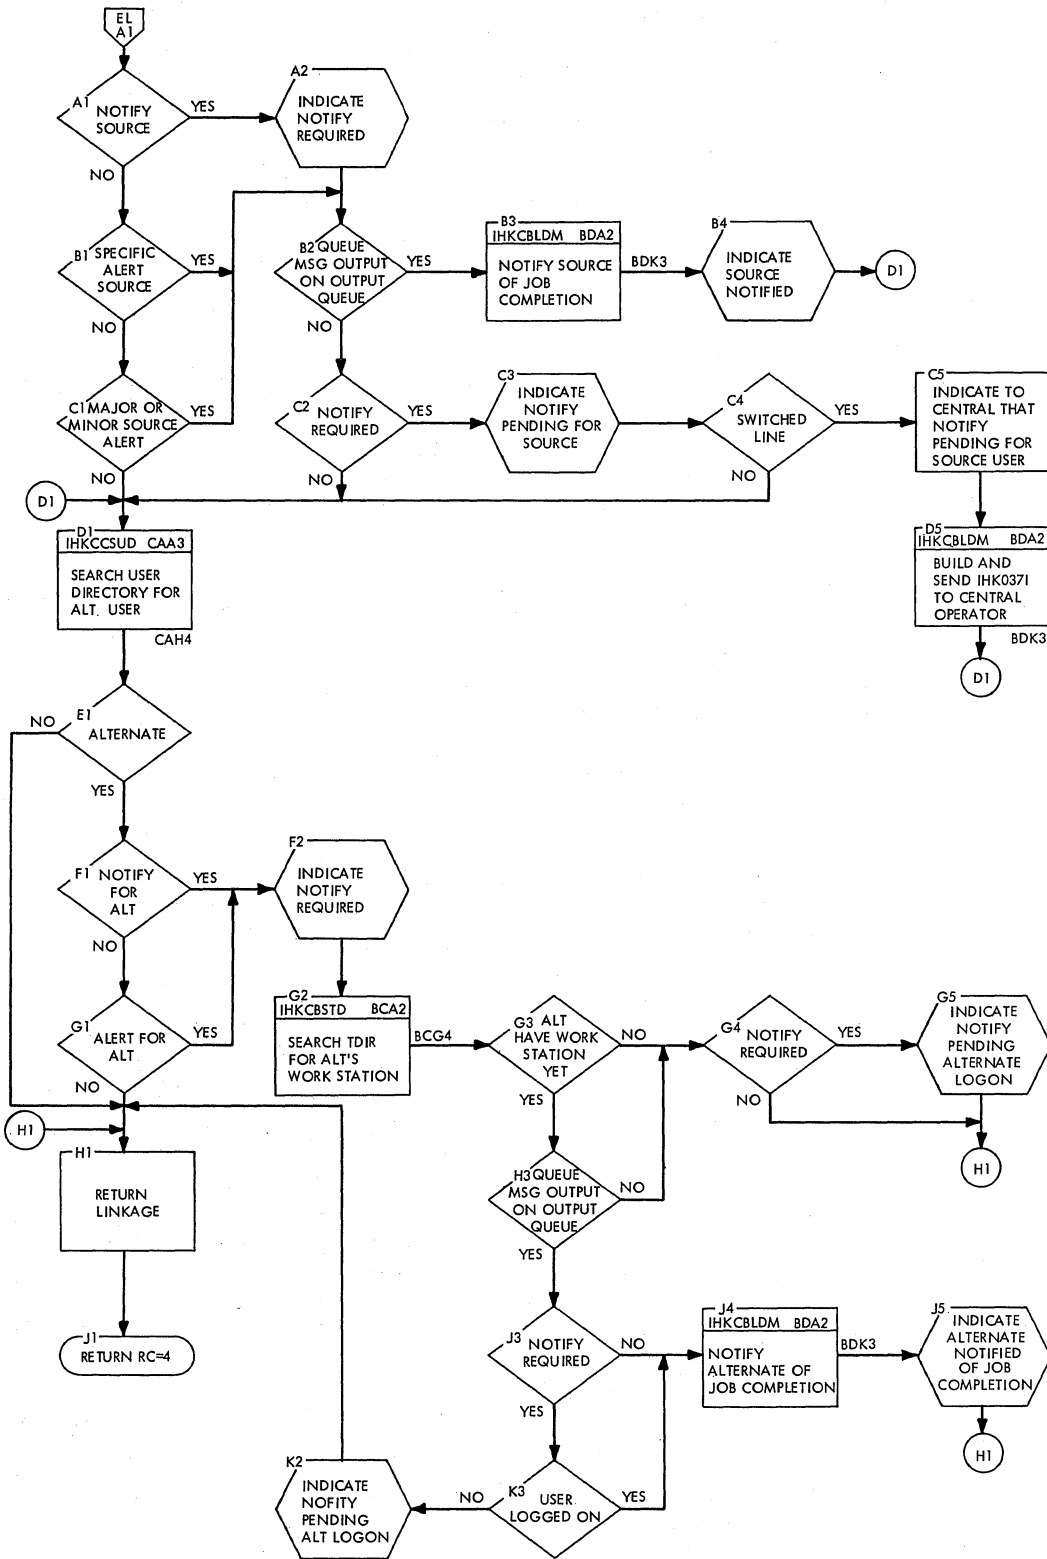 EL
A1
A1
NOTIFY
SOURCE
YES
NO
A2
INDICATE
NOTIFY
REQUIRED
B1 SPECIFIC
ALERT
SOURCE
YES
NO
B2 QUEUE
MSG OUTPUT
ON OUTPUT
QUEUE
YES
NO
B3
IHKCBLDM BDA2
NOTIFY SOURCE
OF JOB
COMPLETION
BDK3
B4
INDICATE
SOURCE
NOTIFIED
D1
C1 MAJOR OR
MINOR SOURCE
ALERT
YES
NO
C2
NOTIFY
REQUIRED
YES
NO
C3
INDICATE
NOTIFY
PENDING FOR
SOURCE
C4
SWITCHED
LINE
YES
NO
C5
INDICATE TO
CENTRAL THAT
NOTIFY
PENDING FOR
SOURCE USER
D1
D1
IHKCCSUD CAA3
SEARCH USER
DIRECTORY FOR
ALT. USER
CAH4
D5
IHKCBLDM BDA2
BUILD AND
SEND IHK037I
TO CENTRAL
OPERATOR
BDK3
D1
E1
ALTERNATE
NO
YES
F1
NOTIFY
FOR
ALT
YES
NO
F2
INDICATE
NOTIFY
REQUIRED
G1
ALERT FOR
ALT
YES
NO
G2
IHKCBSTD BCA2
SEARCH TDIR
FOR ALT'S
WORK STATION
BCG4
G3 ALT
HAVE WORK
STATION
YET
NO
YES
G4
NOTIFY
REQUIRED
YES
NO
G5
INDICATE
NOTIFY
PENDING
ALTERNATE
LOGON
H1
H1
H1
RETURN
LINKAGE
H3 QUEUE
MSG OUTPUT
ON OUTPUT
QUEUE
NO
YES
J1
RETURN RC=4
J3
NOTIFY
REQUIRED
NO
YES
J4
IHKCBLDM BDA2
NOTIFY
ALTERNATE OF
JOB COMPLETION
BDK3
J5
INDICATE
ALTERNATE
NOTIFIED
OF JOB
COMPLETION
H1
K2
INDICATE
NOFITY
PENDING
ALT LOGON
K3
USER
LOGGED ON
NO
YES